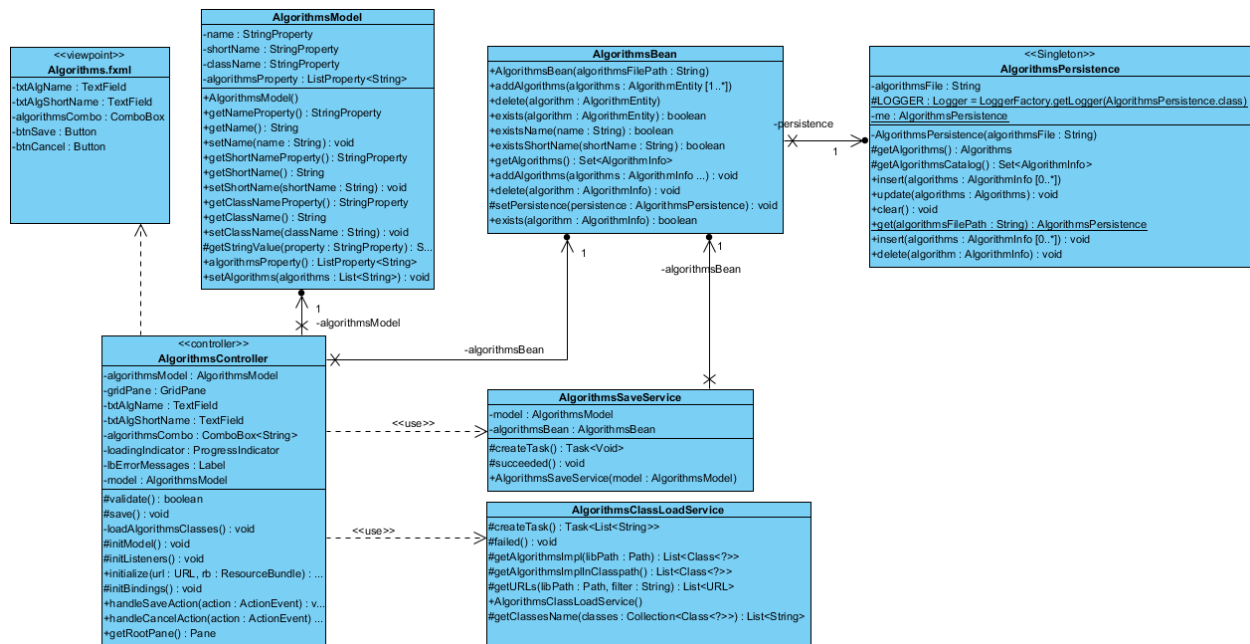 <<viewpoint>>
Algorithms.fxml
-txtAlgName : TextField
-txtAlgShortName : TextField
-algorithmsCombo : ComboBox
-btnSave : Button
-btnCancel : Button
AlgorithmsModel
-name : StringProperty
-shortName : StringProperty
-className : StringProperty
-algorithmsProperty : ListProperty<String>
+AlgorithmsModel()
+getNameProperty() : StringProperty
+getName() : String
+setName(name : String) : void
+getShortNameProperty() : StringProperty
+getShortName() : String
+setShortName(shortName : String) : void
+getClassNameProperty() : StringProperty
+getClassName() : String
+setClassName(className : String) : void
#getStringValue(property : StringProperty) : S...
+algorithmsProperty() : ListProperty<String>
+setAlgorithms(algorithms : List<String>) : void
AlgorithmsBean
+AlgorithmsBean(algorithmsFilePath : String)
+addAlgorithms(algorithms : AlgorithmEntity [1..*])
+delete(algorithm : AlgorithmEntity)
+exists(algorithm : AlgorithmEntity) : boolean
+existsName(name : String) : boolean
+existsShortName(shortName : String) : boolean
+getAlgorithms() : Set<AlgorithmInfo>
+addAlgorithms(algorithms : AlgorithmInfo ...) : void
+delete(algorithm : AlgorithmInfo) : void
#setPersistence(persistence : AlgorithmsPersistence) : void
+exists(algorithm : AlgorithmInfo) : boolean
-persistence
1
<<Singleton>>
AlgorithmsPersistence
-algorithmsFile : String
#LOGGER : Logger = LoggerFactory.getLogger(AlgorithmsPersistence.class)
-me : AlgorithmsPersistence
-AlgorithmsPersistence(algorithmsFile : String)
#getAlgorithms() : Algorithms
#getAlgorithmsCatalog() : Set<AlgorithmInfo>
+insert(algorithms : AlgorithmInfo [0..*])
+update(algorithms : Algorithms) : void
+clear() : void
+get(algorithmsFilePath : String) : AlgorithmsPersistence
+insert(algorithms : AlgorithmInfo [0..*]) : void
+delete(algorithm : AlgorithmInfo) : void
1
-algorithmsModel
1
-algorithmsBean
1
-algorithmsBean
<<controller>>
AlgorithmsController
-algorithmsModel : AlgorithmsModel
-gridPane : GridPane
-txtAlgName : TextField
-txtAlgShortName : TextField
-algorithmsCombo : ComboBox<String>
-loadingIndicator : ProgressIndicator
-lbErrorMessages : Label
-model : AlgorithmsModel
#validate() : boolean
#save() : void
-loadAlgorithmsClasses() : void
#initModel() : void
#initListeners() : void
+initialize(url : URL, rb : ResourceBundle) : ...
#initBindings() : void
+handleSaveAction(action : ActionEvent) : v...
+handleCancelAction(action : ActionEvent) ...
+getRootPane() : Pane
<<use>>
<<use>>
AlgorithmsSaveService
-model : AlgorithmsModel
-algorithmsBean : AlgorithmsBean
#createTask() : Task<Void>
#succeeded() : void
+AlgorithmsSaveService(model : AlgorithmsModel)
AlgorithmsClassLoadService
#createTask() : Task<List<String>>
#failed() : void
#getAlgorithmsImpl(libPath : Path) : List<Class<?>>
#getAlgorithmsImplInClasspath() : List<Class<?>>
#getURLs(libPath : Path, filter : String) : List<URL>
+AlgorithmsClassLoadService()
#getClassesName(classes : Collection<Class<?>>) : List<String>